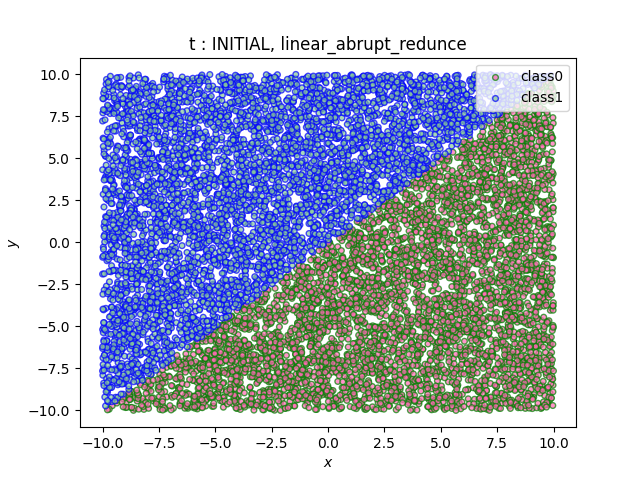 t : INITIAL, linear_abrupt_redunce
class0
class1
10.0
7.5
5.0
2.5
0.0
−2.5
−5.0
−7.5
−10.0
y
−10.0 −7.5 −5.0 −2.5 0.0 2.5 5.0 7.5 10.0
x